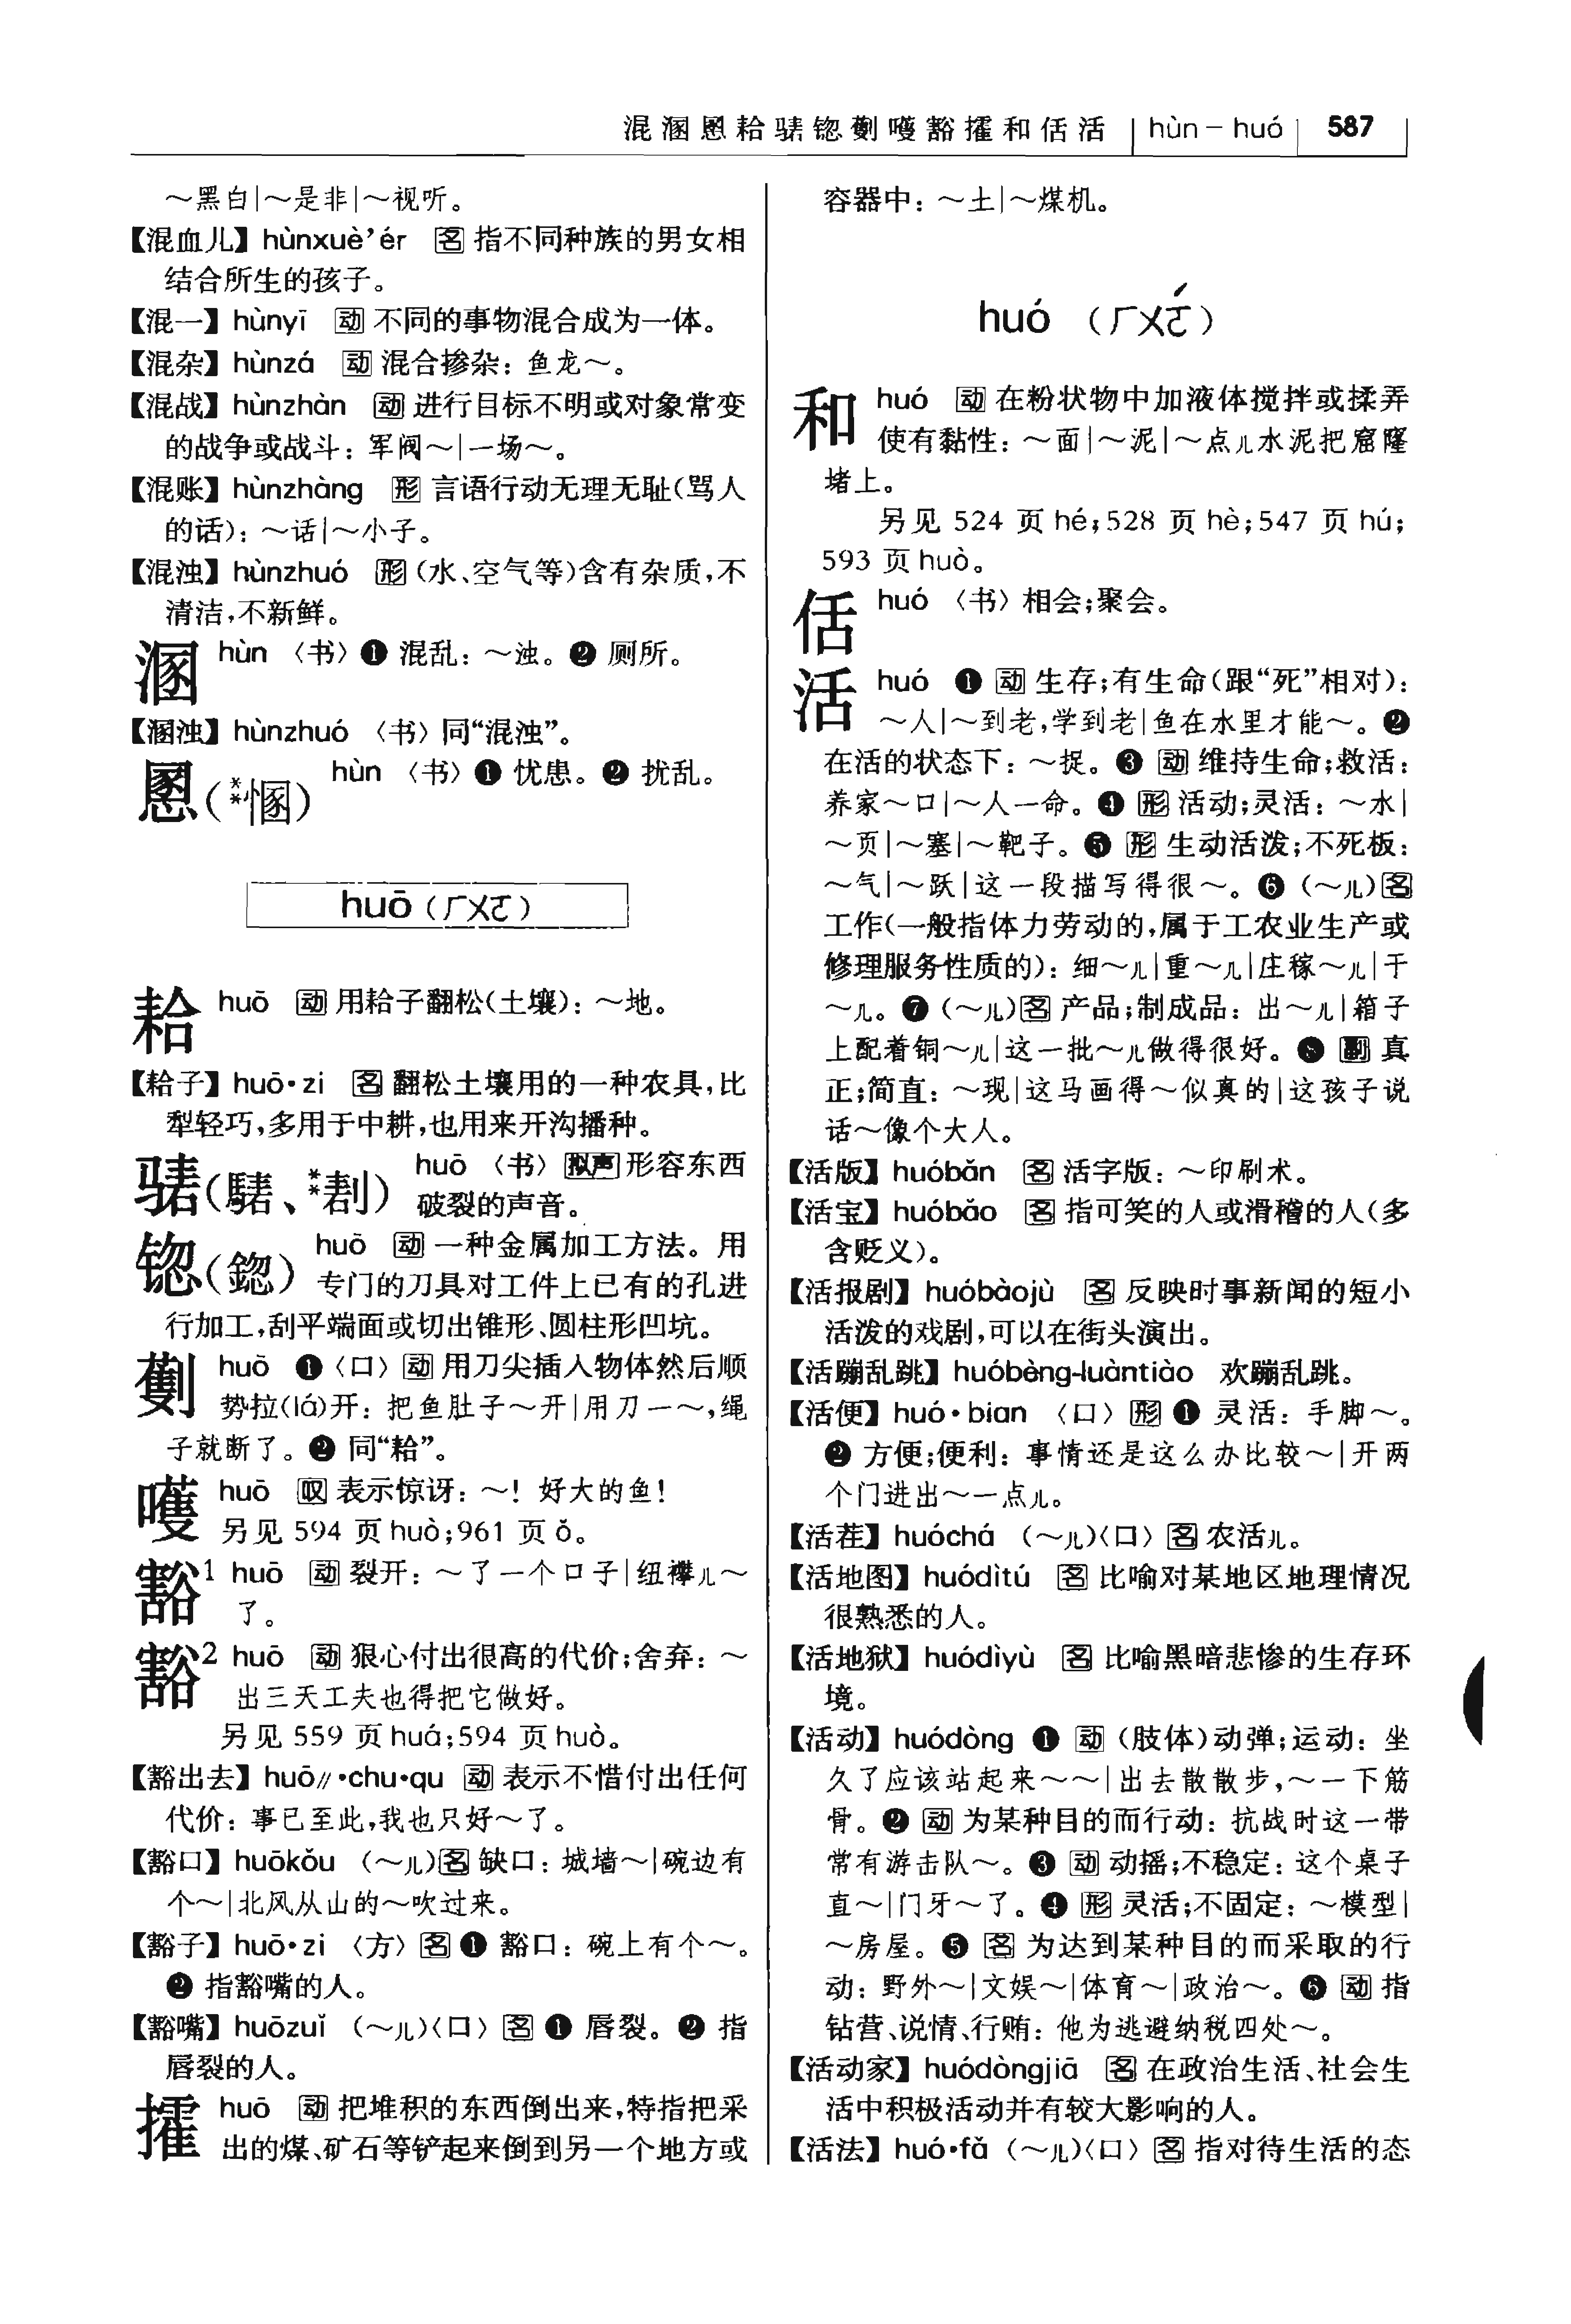 混溷慁耠騞锪劐嚄豁攉和佸活 hùn－huó 587
～黑白|～是非|～视听。
【混血儿】hùnxuè’ér 名 指不同种族的男女相
结合所生的孩子。
【混一】hùnyī 动 不同的事物混合成为一体。
【混杂】hùnzá 动 混合掺杂：鱼龙～。
【混战】hùnzhàn 动 进行目标不明或对象常变
的战争或战斗：军阀～|一场～。
【混账】hùnzhàng 形 言语行动无理无耻(骂人
的话)：～话|～小子。
【混浊】hùnzhuó 形 (水、空气等)含有杂质，不
清洁，不新鲜。
溷 hùn 〈书〉❶ 混乱：～浊。❷ 厕所。
【溷浊】hùnzhuó 〈书〉同“混浊”。
慁(**㥵) hùn 〈书〉❶ 忧患。❷ 扰乱。
huō（ㄏㄨㄛ）
耠 huō 动 用耠子翻松(土壤)：～地。
【耠子】huō•zi 名 翻松土壤用的一种农具，比
犁轻巧，多用于中耕，也用来开沟播种。
骚(騞、**剨) huō 〈书〉拟声 形容东西
破裂的声音。
锪(鍃) huō 动 一种金属加工方法。用
专门的刀具对工件上已有的孔进
行加工，刮平端面或切出锥形、圆柱形凹坑。
劐 huō ❶〈口〉动 用刀尖插入物体然后顺
势拉(lá)开：把鱼肚子～开|用刀一～，绳
子就断了。❷ 同“耠”。
嚄 huō 叹 表示惊讶：～！好大的鱼！
另见 594 页 huò；961 页 ǒ。
豁1 huō 动 裂开：～了一个口子|纽襻儿～
了。
豁2 huō 动 狠心付出很高的代价；舍弃：～
出三天工夫也得把它做好。
另见 559 页 huá；594 页 huò。
【豁出去】huō∥•chu•qu 动 表示不惜付出任何
代价：事已至此，我也只好～了。
【豁口】huōkǒu (～儿)名 缺口：城墙～|碗边有
个～|北风从山的～吹过来。
【豁子】huō•zi 〈方〉名 ❶ 豁口：碗上有个～。
❷ 指豁嘴的人。
【豁嘴】huōzuǐ (～儿)〈口〉名 ❶ 唇裂。❷ 指
唇裂的人。
攉 huō 动 把堆积的东西倒出来，特指把采
出的煤、矿石等铲起来倒到另一个地方或
容器中：～土|～煤机。
huó （ㄏㄨㄛˊ）
和 huó 动 在粉状物中加液体搅拌或揉弄
使有黏性：～面|～泥|～点儿水泥把窟窿
堵上。
另见 524 页 hé；528 页 hè；547 页 hú；
593 页 huò。
佸 huó 〈书〉相会；聚会。
活 huó ❶ 动 生存；有生命(跟“死”相对)：
～人|～到老，学到老|鱼在水里才能～。❷
在活的状态下：～捉。❸ 动 维持生命；救活：
养家～口|～人一命。❹ 形 活动；灵活：～水|
～页|～塞|～靶子。❺ 形 生动活泼；不死板：
～气|～跃|这一段描写得很～。❻ (～儿)名
工作(一般指体力劳动的，属于工农业生产或
修理服务性质的)：细～儿|重～儿|庄稼～儿|干
～儿。❼ (～儿)名 产品；制成品：出～儿|箱子
上配着铜～儿|这一批～儿做得很好。❽ 副 真
正；简直：～现|这马画得～似真的|这孩子说
话～像个大人。
【活版】huóbǎn 名 活字版：～印刷术。
【活宝】huóbǎo 名 指可笑的人或滑稽的人(多
含贬义)。
【活报剧】huóbàojù 名 反映时事新闻的短小
活泼的戏剧，可以在街头演出。
【活蹦乱跳】huóbèng-luàntiào 欢蹦乱跳。
【活便】huó•bian 〈口〉形 ❶ 灵活：手脚～。
❷ 方便；便利：事情还是这么办比较～|开两
个门进出～一点儿。
【活茬】huóchá (～儿)〈口〉名 农活儿。
【活地图】huódìtú 名 比喻对某地区地理情况
很熟悉的人。
【活地狱】huódìyù 名 比喻黑暗悲惨的生存环
境。
【活动】huódòng ❶ 动 (肢体)动弹；运动：坐
久了应该站起来～～|出去散散步，～一下筋
骨。❷ 动 为某种目的而行动：抗战时这一带
常有游击队～。❸ 动 动摇；不稳定：这个桌子
直～|门牙～了。❹ 形 灵活；不固定：～模型|
～房屋。❺ 名 为达到某种目的而采取的行
动：野外～|文娱～|体育～|政治～。❻ 动 指
钻营、说情、行贿：他为逃避纳税四处～。
【活动家】huódòngjiā 名 在政治生活、社会生
活中积极活动并有较大影响的人。
【活法】huó•fǎ (～儿)〈口〉名 指对待生活的态